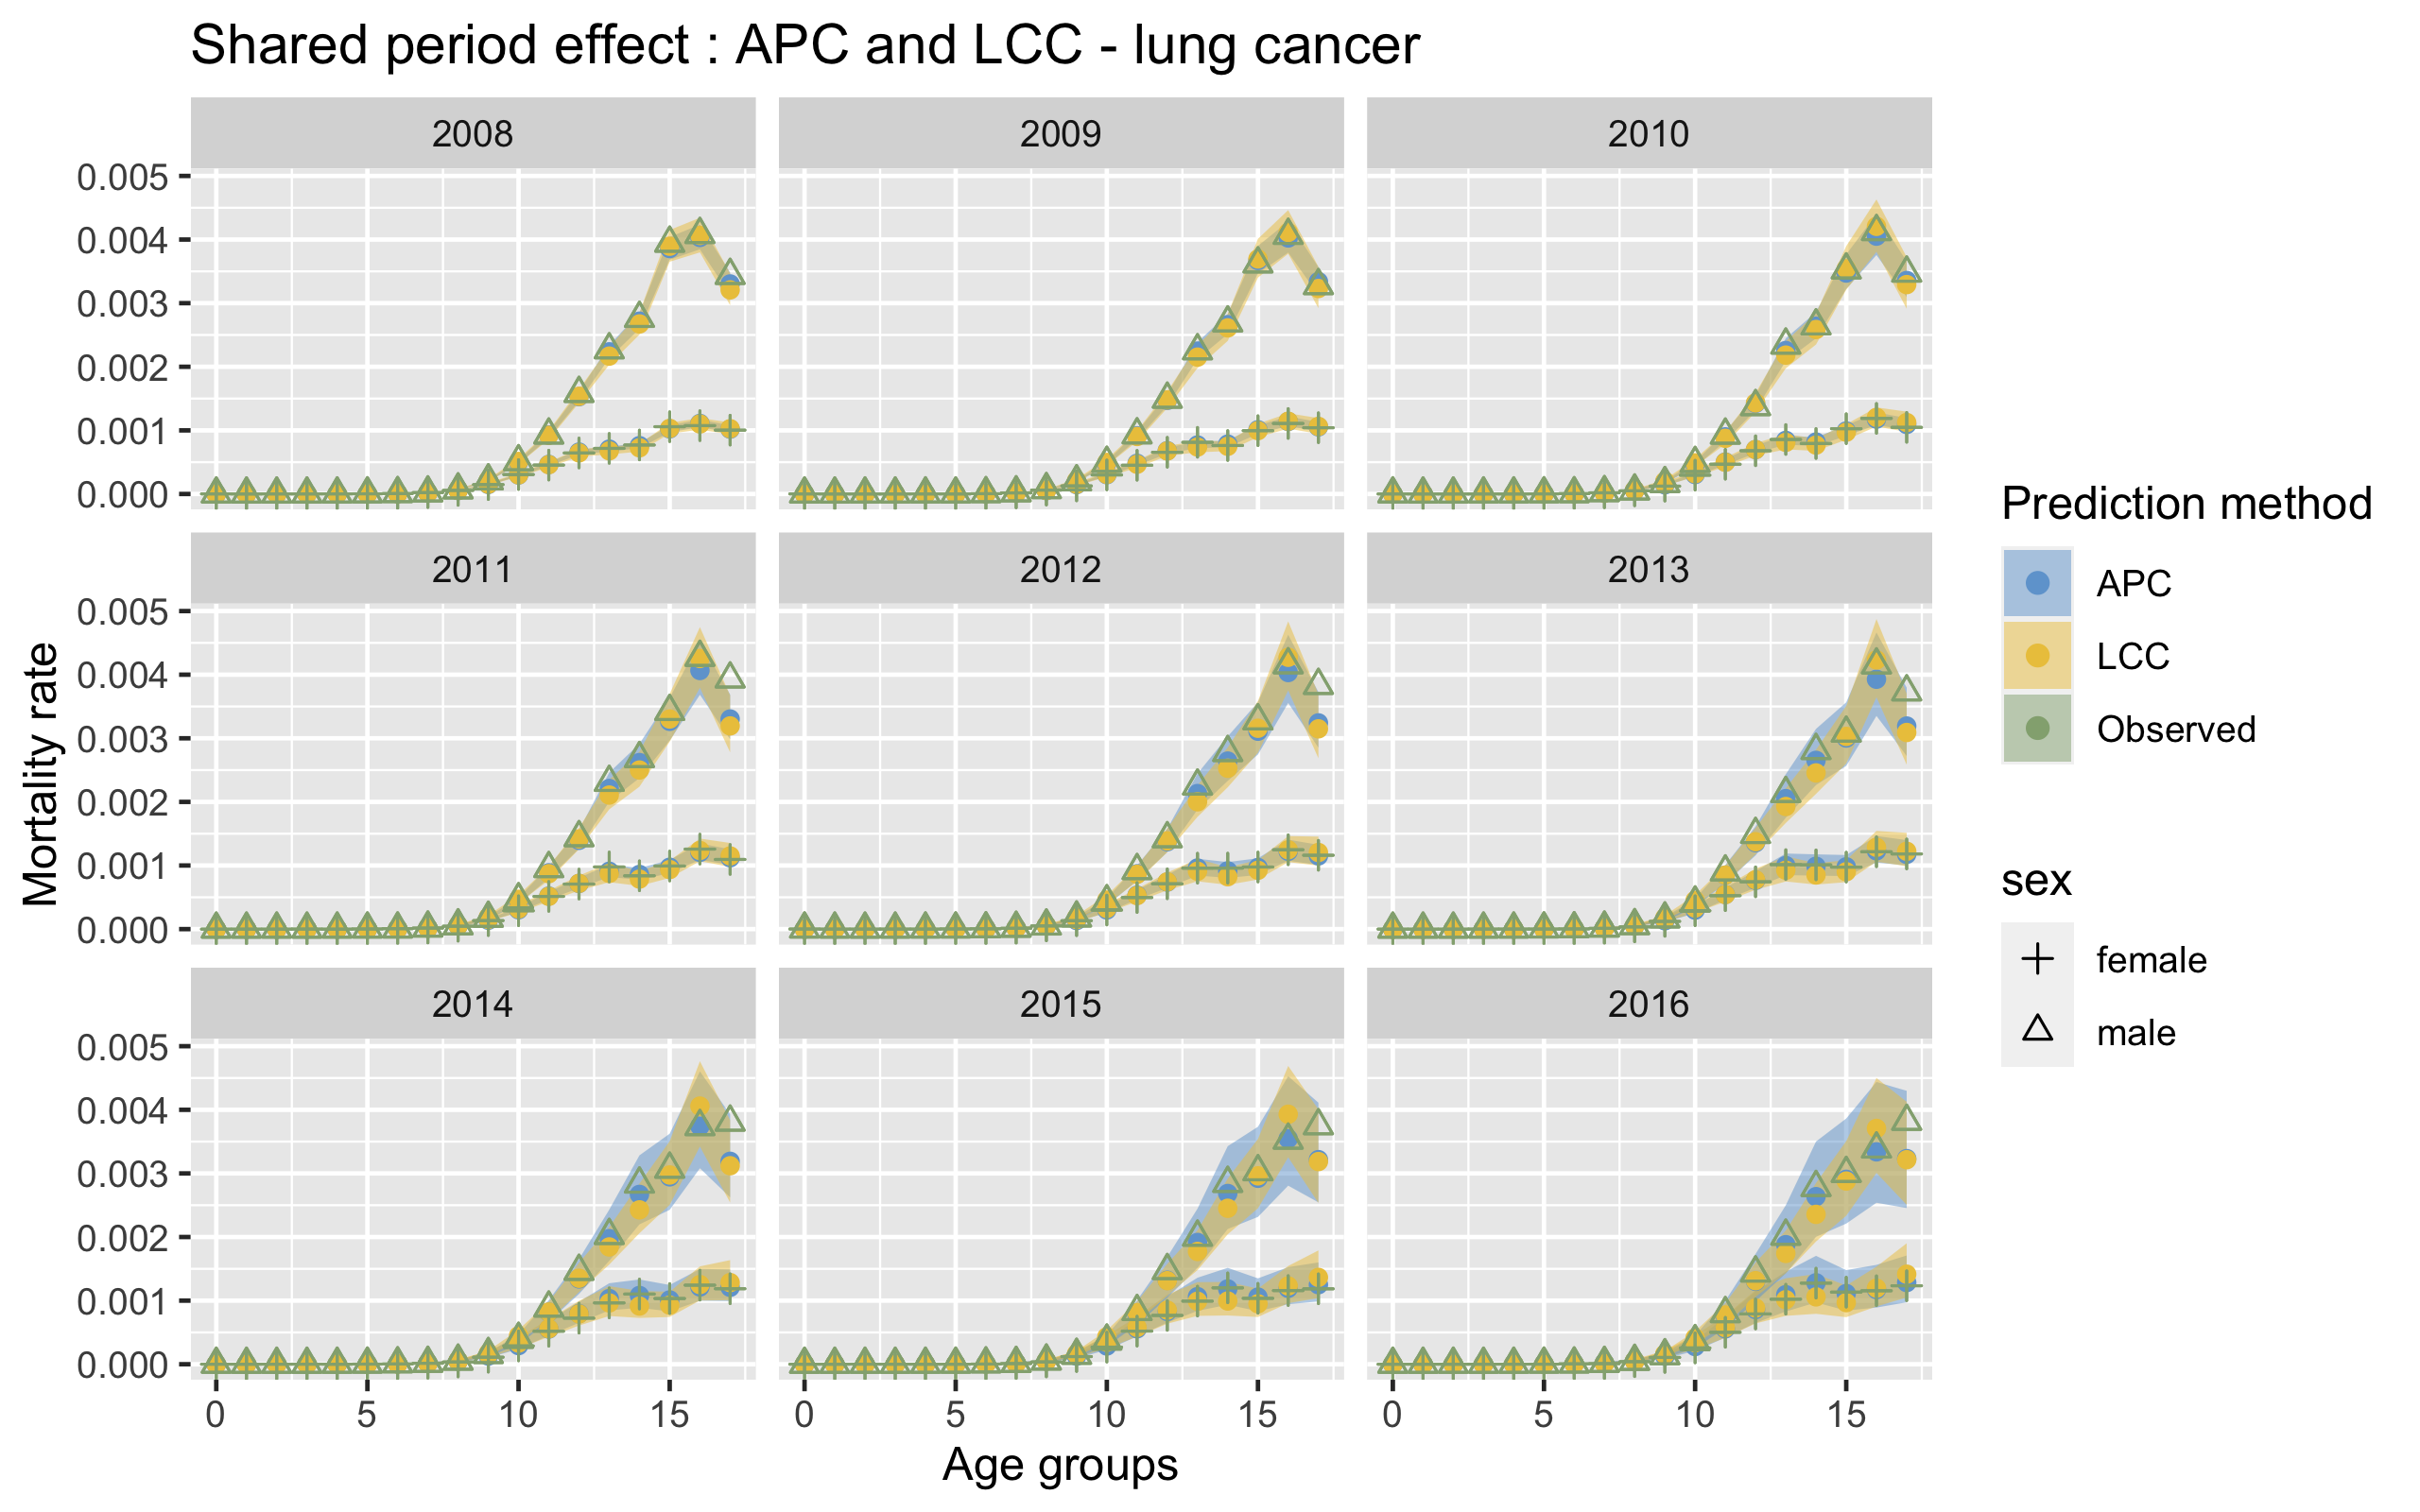 Shared period effect : APC and LCC - lung cancer
2008 2009 2010
0.005
0.004
0.003
0.002
0.001
0.000
2011 2012 2013
0.005
0.004
0.003
0.002
0.001
0.000
2014 2015 2016
0.005
0.004
0.003
0.002
0.001
0.000
0 5 10 15 0 5 10 15 0 5 10 15
Age groups
Mortality rate
Prediction method
APC
LCC
Observed
sex
female
male